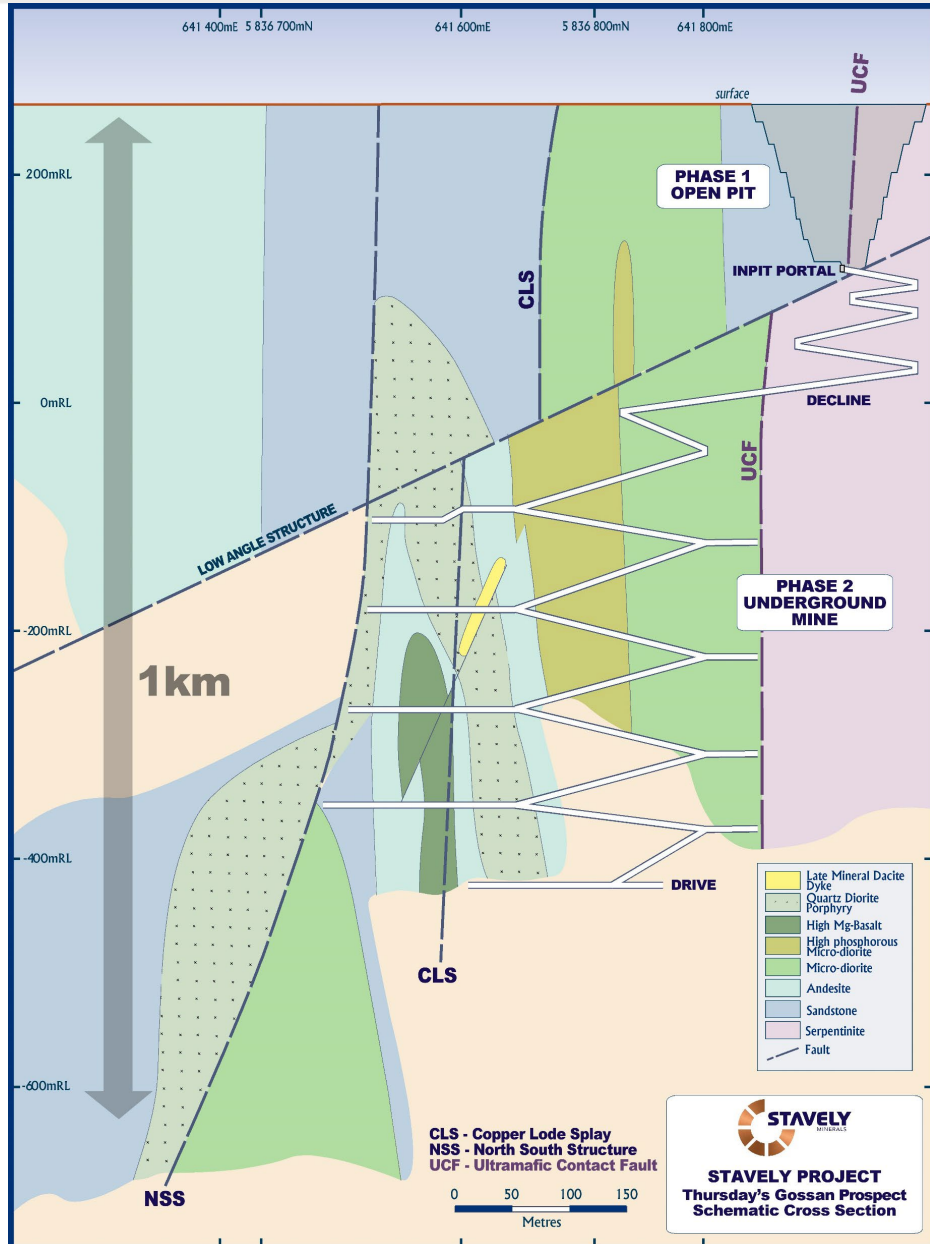 641 400mE
5 836 700mN
641 600mE
5 836 800mN
641 800mE
UCF
surface
200mRL
PHASE 1
OPEN PIT
INPIT PORTAL
CLS
0mRL
DECLINE
UCF
LOW ANGLE STRUCTURE
PHASE 2
UNDERGROUND
MINE
-200mRL
1km
-400mRL
DRIVE
Late Mineral Dacite
Dyke
Quartz Diorite
Porphyry
High Mg-Basalt
High phosphorous
Micro-diorite
Micro-diorite
Andesite
Sandstone
Serpentinite
Fault
CLS
-600mRL
NSS
CLS - Copper Lode Splay
NSS - North South Structure
UCF - Ultramafic Contact Fault
0 50 100 150
Metres
STAVELY
MINERALS
STAVELY PROJECT
Thursday's Gossan Prospect
Schematic Cross Section